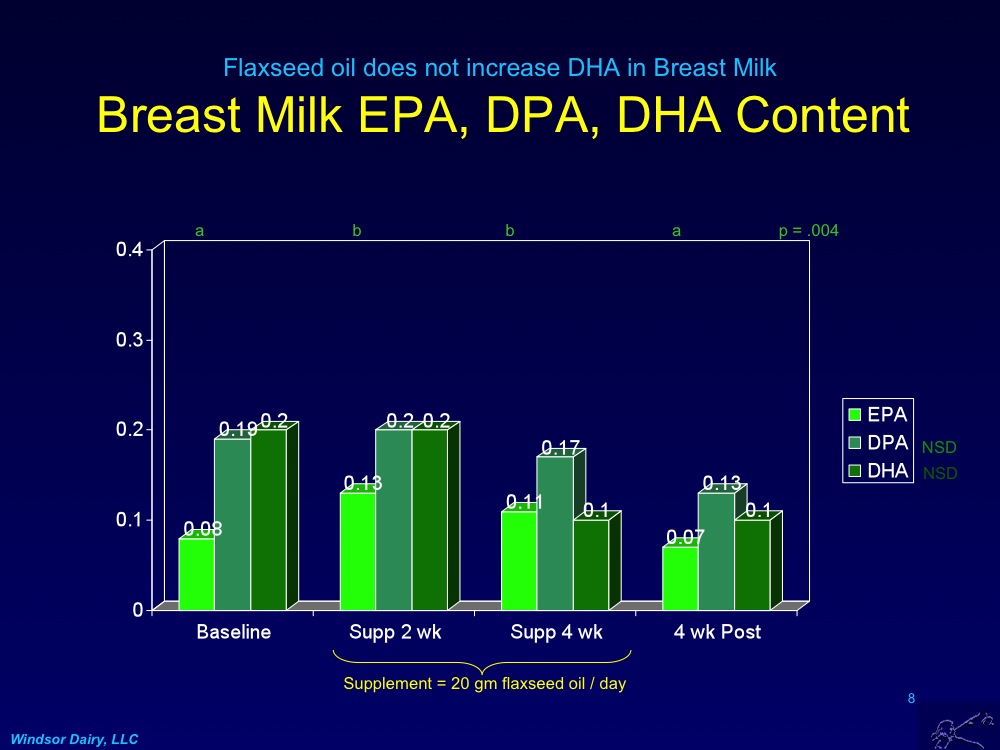 Flaxseed oil does not increase DHA in Breast Milk
Breast Milk EPA, DPA, DHA Content
a b b a p = .004
0.4
0.3
0.2
0.1
0
0.08 0.19 0.2
0.13 0.2 0.2
0.11 0.17 0.1
0.07 0.13 0.1
EPA
DPA NSD
DHA NSD
Baseline Supp 2 wk Supp 4 wk 4 wk Post
Supplement = 20 gm flaxseed oil / day
8
Windsor Dairy, LLC